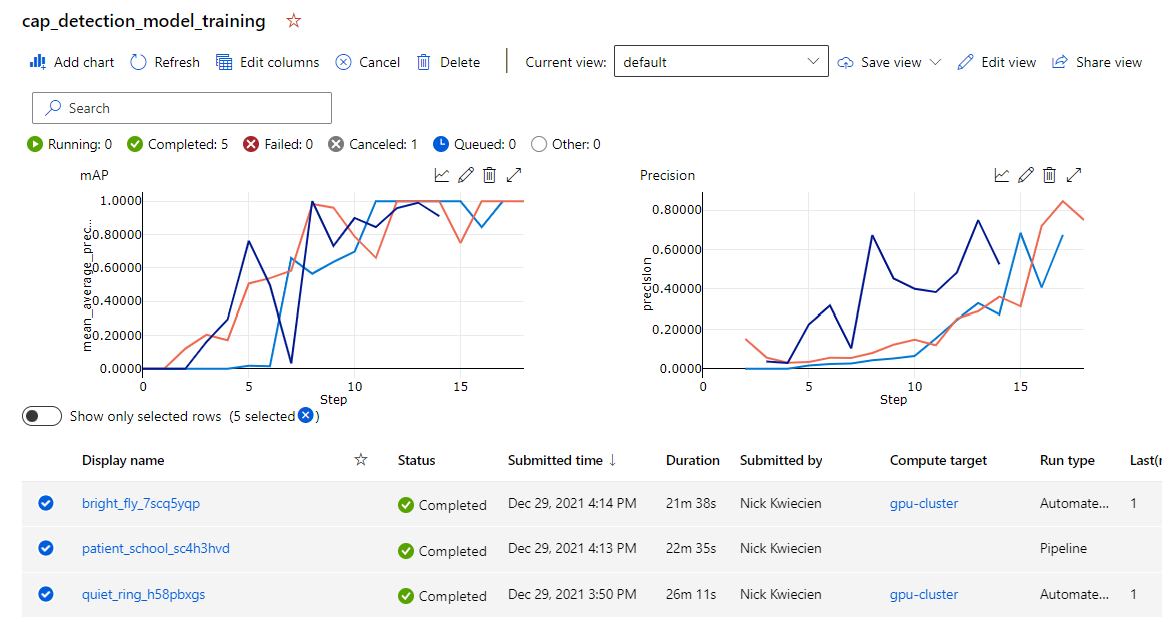 cap_detection_model_training
Add chart Refresh Edit columns Cancel Delete Current view: default Save view Edit view Share view
Search
Running: 0 Completed: 5 Failed: 0 Canceled: 1 Queued: 0 Other: 0
mAP
1.0000
0.80000
0.60000
0.40000
0.20000
0.0000
mean_average_prec...
0 5 10 15
Step
Precision
0.80000
0.60000
0.40000
0.20000
0.0000
precision
0 5 10 15
Step
Show only selected rows (5 selected )
Display name Status Submitted time ↓ Duration Submitted by Compute target Run type Last(r
bright_fly_7scq5yqp Completed Dec 29, 2021 4:14 PM 21m 38s Nick Kwiecien gpu-cluster Automate... 1
patient_school_sc4h3hvd Completed Dec 29, 2021 4:13 PM 22m 35s Nick Kwiecien Pipeline
quiet_ring_h58pbxgs Completed Dec 29, 2021 3:50 PM 26m 11s Nick Kwiecien gpu-cluster Automate... 1